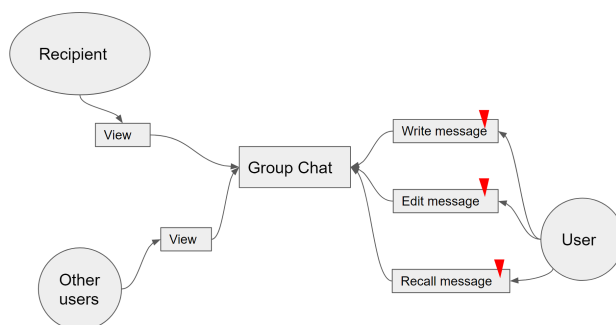 Recipient
View
Write message
Group Chat
Edit message
View
User
Other
users
Recall message